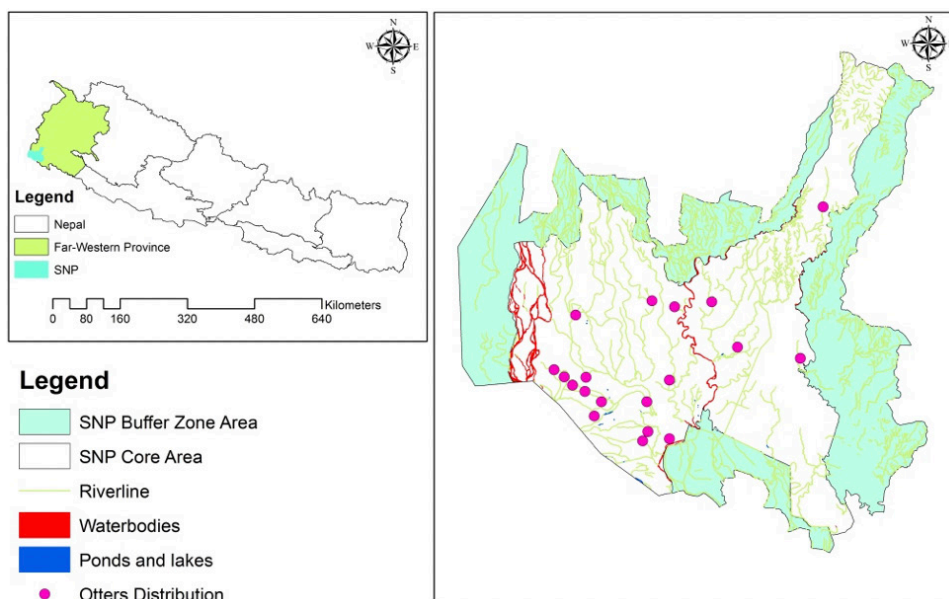 N
W E
S
Legend
Nepal
Far-Western Province
SNP
Kilometers
0 80 160 320 480 640
Legend
SNP Buffer Zone Area
SNP Core Area
Riverline
Waterbodies
Ponds and lakes
Otters Distribution
N
W E
S